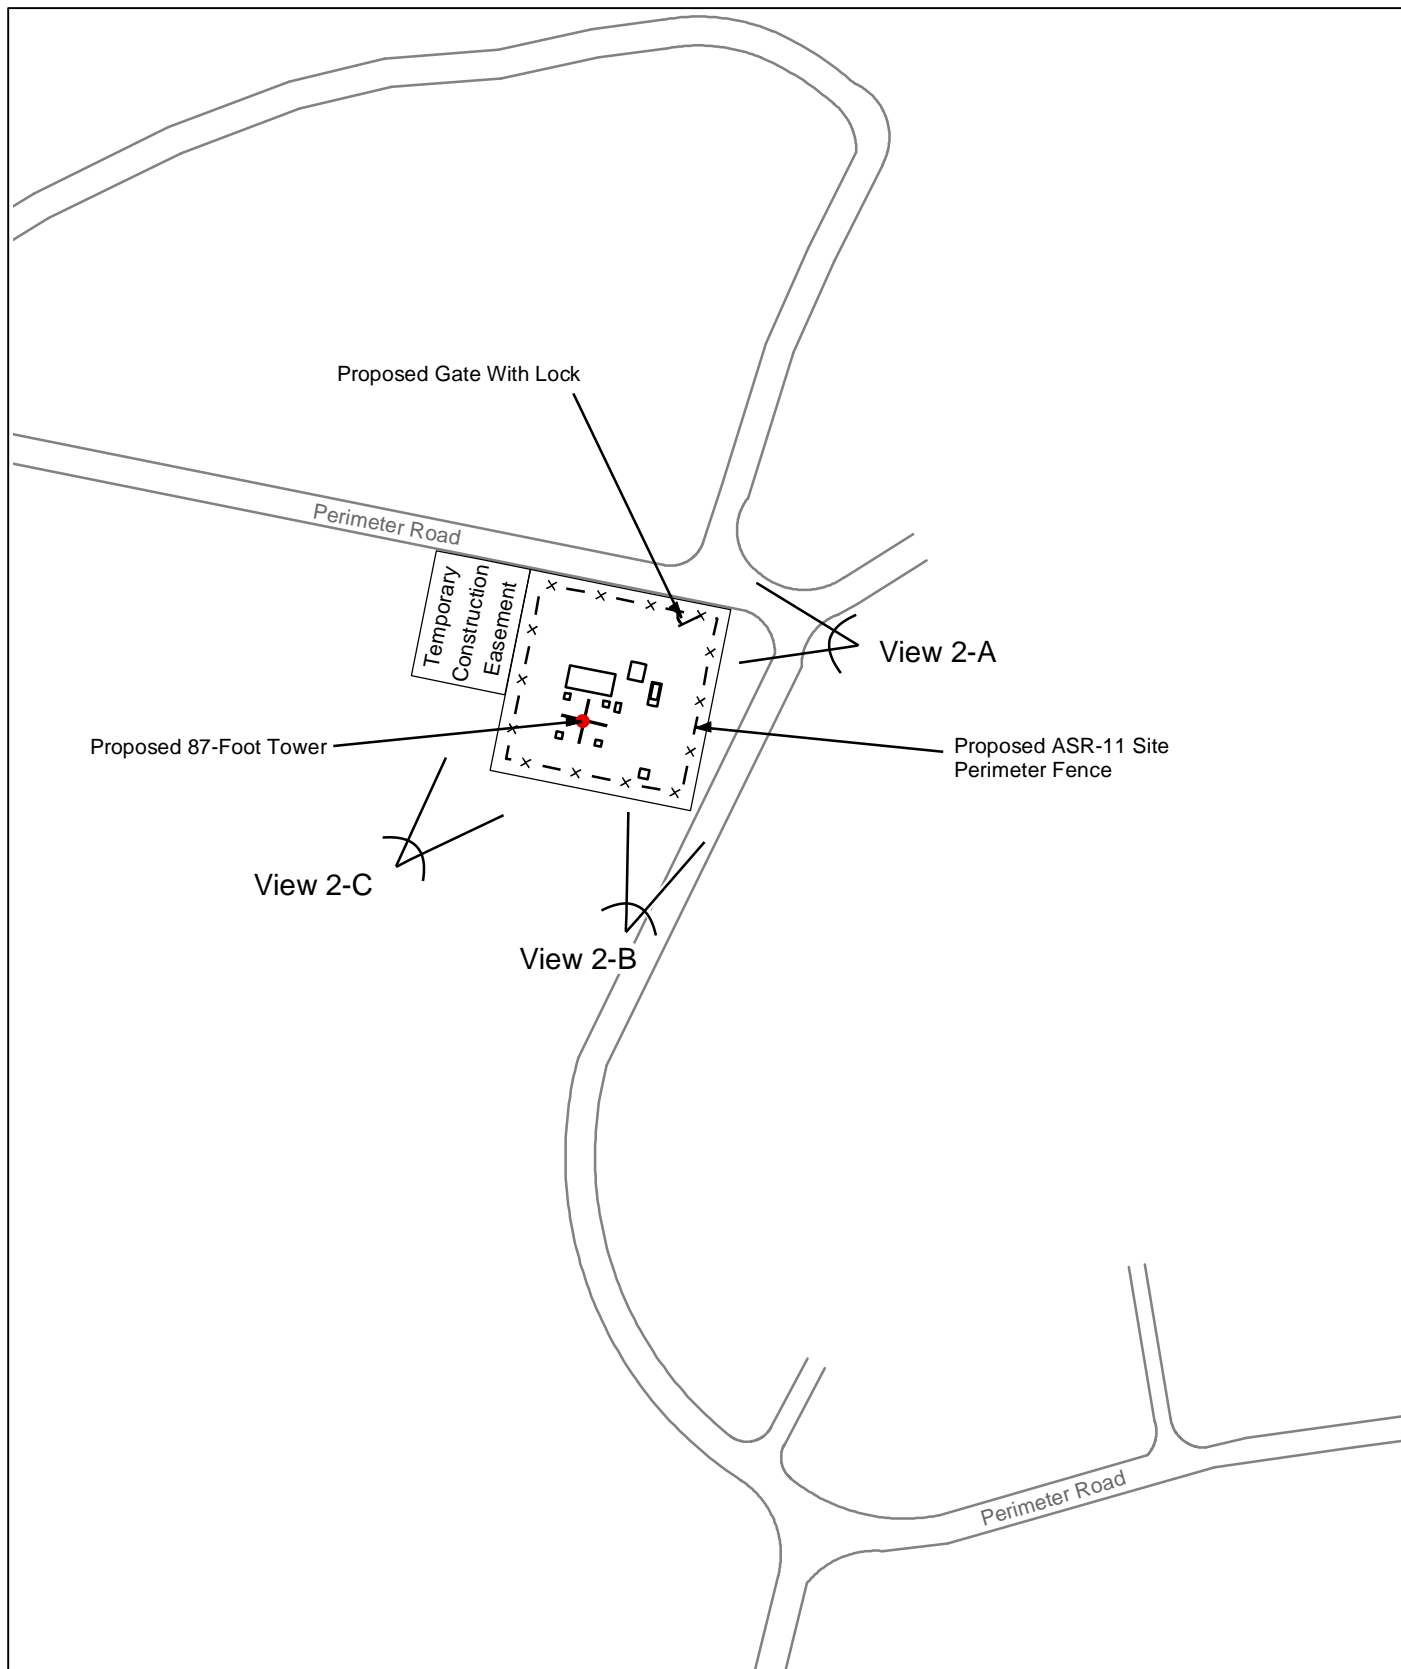 Proposed Gate With Lock
Perimeter Road
Temporary
Construction
Easement
View 2-A
Proposed 87-Foot Tower
Proposed ASR-11 Site
Perimeter Fence
View 2-C
View 2-B
Perimeter Road